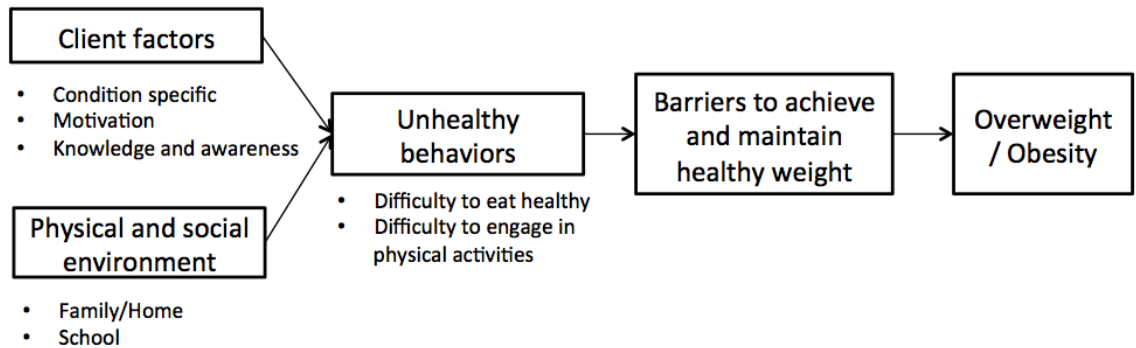 Client factors
• Condition specific
• Motivation
• Knowledge and awareness
Physical and social
environment
• Family/Home
• School
Unhealthy
behaviors
• Difficulty to eat healthy
• Difficulty to engage in
physical activities
Barriers to achieve
and maintain
healthy weight
Overweight
/ Obesity